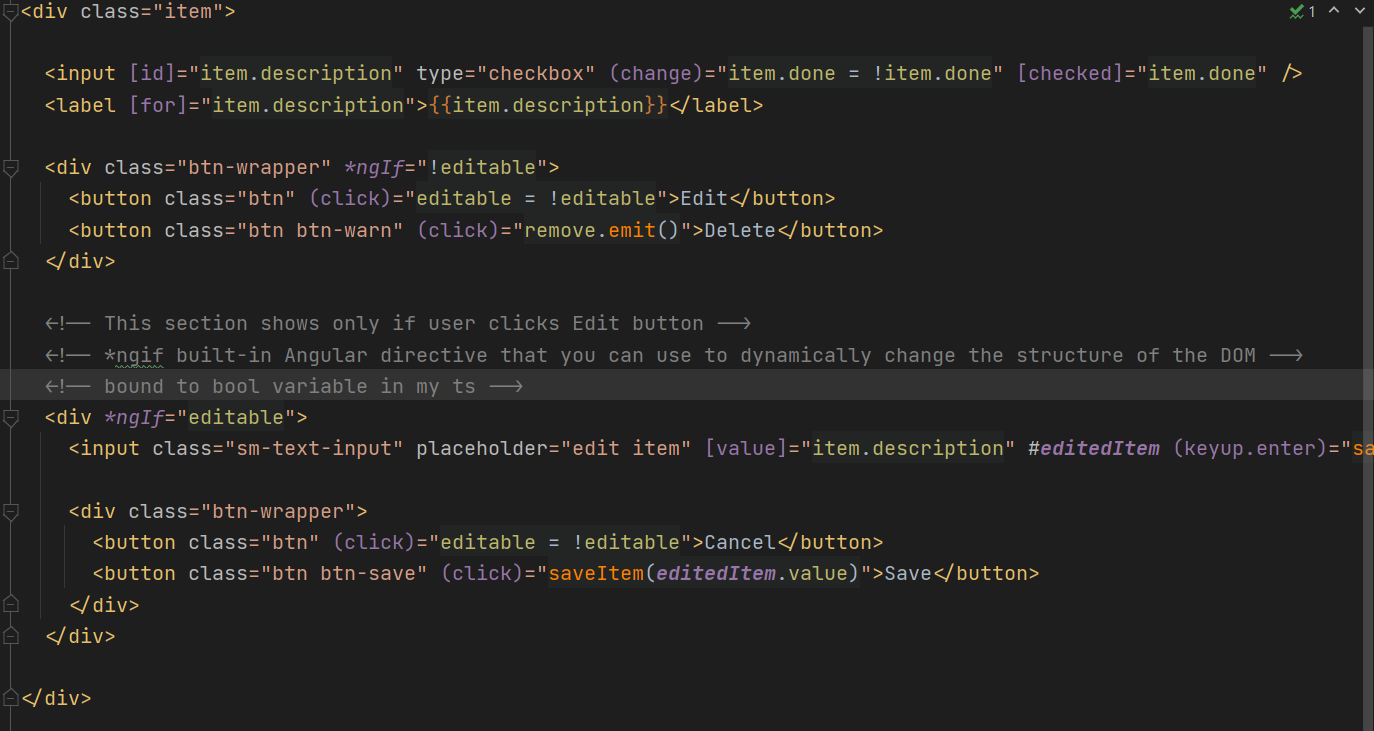 <div class="item">
1
<input [id]="item.description" type="checkbox" (change)="item.done = !item.done" [checked]="item.done" />
<label [for]="item.description">{{item.description}}</label>
<div class="btn-wrapper" *ngIf="!editable">
<button class="btn" (click)="editable = !editable">Edit</button>
<button class="btn btn-warn" (click)="remove.emit()">Delete</button>
</div>
<!-- This section shows only if user clicks Edit button -->
<!-- *ngif built-in Angular directive that you can use to dynamically change the structure of the DOM -->
<!-- bound to bool variable in my ts -->
<div *ngIf="editable">
<input class="sm-text-input" placeholder="edit item" [value]="item.description" #editedItem (keyup.enter)="sa
<div class="btn-wrapper">
<button class="btn" (click)="editable = !editable">Cancel</button>
<button class="btn btn-save" (click)="saveItem(editedItem.value)">Save</button>
</div>
</div>
</div>